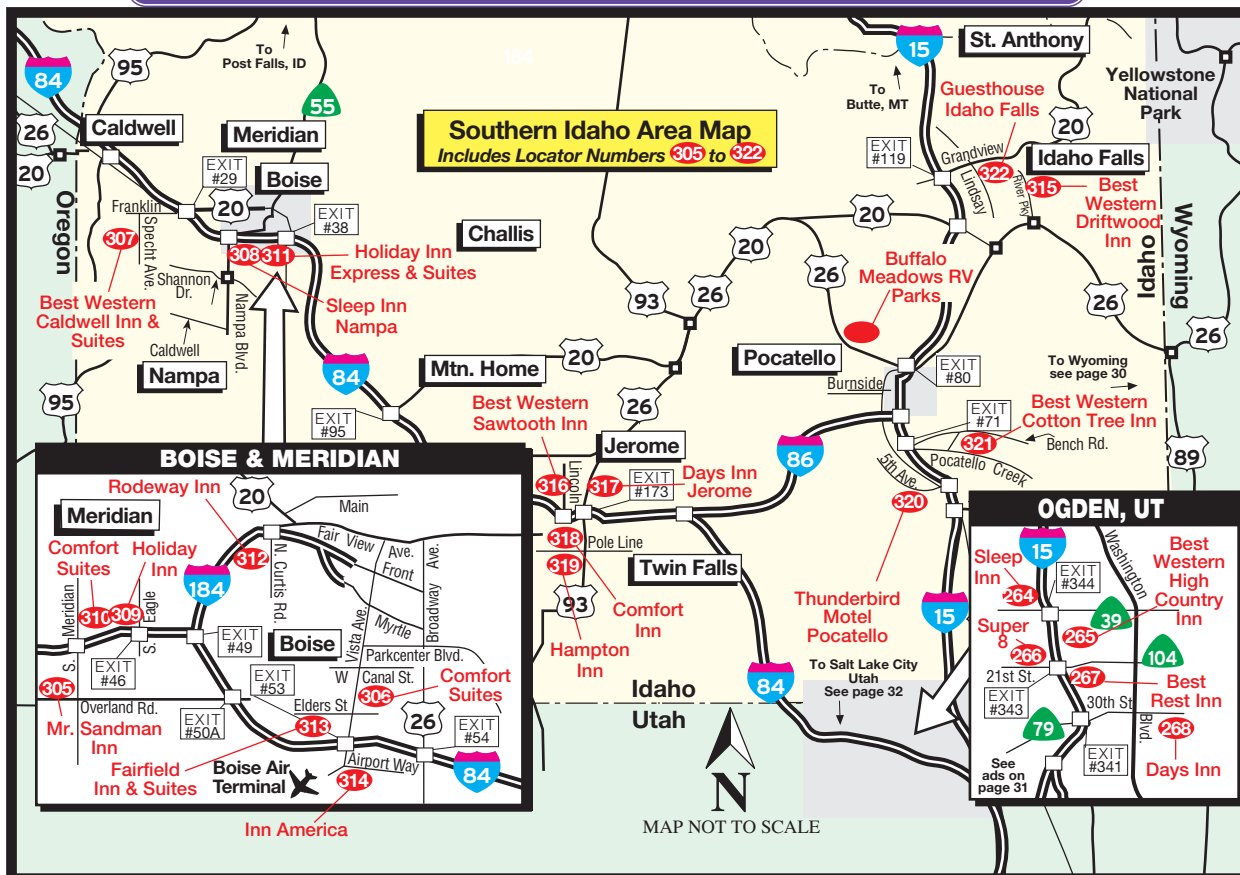 To
Post Falls, ID
84
95
55
26
20
Caldwell
Meridian
Boise
EXIT
#29
EXIT
#38
Franklin
20
Oregon
Specht Ave.
307
Shannon
Dr.
Nampa Blvd.
308
311
Holiday Inn
Express & Suites
Sleep Inn
Nampa
Best Western
Caldwell Inn &
Suites
Caldwell
Nampa
95
84
EXIT
#95
184
Southern Idaho Area Map
Includes Locator Numbers 305 to 322
Challis
93
26
20
20
26
Mtn. Home
20
26
15
St. Anthony
To
Butte, MT
Yellowstone
National
Park
Guesthouse
Idaho Falls
20
EXIT
#119
Grandview
Lindsay
322
River Pky
Idaho Falls
315
Best
Western
Driftwood
Inn
Idaho
Wyoming
26
26
89
Buffalo
Meadows RV
Parks
Pocatello
Burnside
EXIT
#80
To Wyoming
see page 30
EXIT
#71
Best Western
Cotton Tree Inn
321
Bench Rd.
Pocatello Creek
5th Ave.
320
Thunderbird
Motel
Pocatello
15
86
Best Western
Sawtooth Inn
Jerome
316
Lincoln
317
EXIT
#173
Days Inn
Jerome
318
Pole Line
319
93
Twin Falls
Comfort
Inn
Hampton
Inn
84
Idaho
Utah
To Salt Lake City
Utah
See page 32
N
MAP NOT TO SCALE
BOISE & MERIDIAN
Rodeway Inn
20
Main
Meridian
Comfort
Suites
Holiday
Inn
312
N. Curtis Rd.
Fair View
Ave.
Front
Myrtle
Broadway Ave.
Vista Ave.
184
S. Meridian
310
309
S. Eagle
EXIT
#46
EXIT
#49
Boise
Parkcenter Blvd.
W Canal St.
306
Comfort
Suites
305
Overland Rd.
Mr. Sandman
Inn
EXIT
#50A
EXIT
#53
Elders St
313
26
EXIT
#54
Fairfield
Inn & Suites
Boise Air
Terminal
Airport Way
314
84
Inn America
OGDEN, UT
15
Washington
Blvd.
Best
Western
High
Country
Inn
Sleep
Inn
264
EXIT
#344
39
265
Super
8
266
104
21st St.
267
Best
Rest Inn
EXIT
#343
30th St
79
268
EXIT
#341
Days Inn
See
ads on
page 31